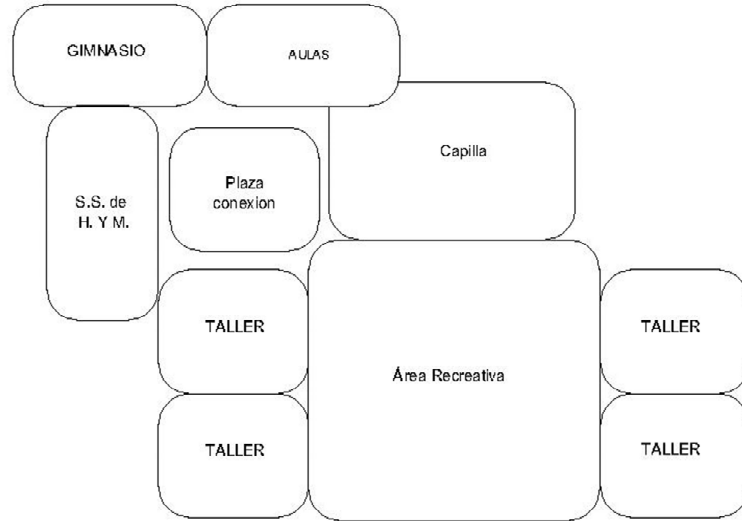 GIMNASIO
AULAS
Capilla
Plaza
conexion
S.S. de
H. Y M.
TALLER
TALLER
Área Recreativa
TALLER
TALLER